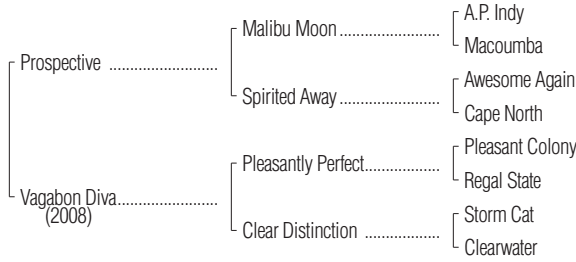 A.P. Indy
Malibu Moon
Macoumba
Prospective
Awesome Again
Spirited Away
Cape North
Pleasant Colony
Pleasantly Perfect
Regal State
Vagabon Diva
(2008)
Storm Cat
Clear Distinction
Clearwater